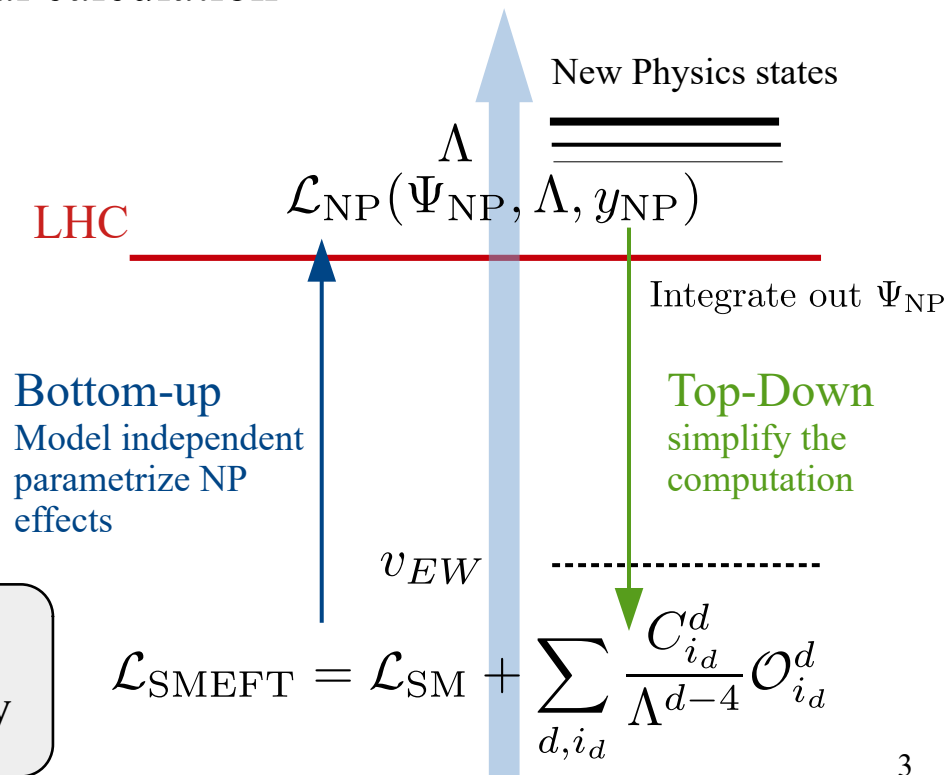 New Physics states
Λ
ℒ_NP(Ψ_NP, Λ, y_NP)
LHC
Integrate out Ψ_NP
Bottom-up
Model independent
parametrize NP
effects
Top-Down
simplify the
computation
v_EW
ℒ_SMEFT = ℒ_SM + ∑_{d,i_d} C^d_{i_d} / Λ^{d−4} 𝒪^d_{i_d}
3